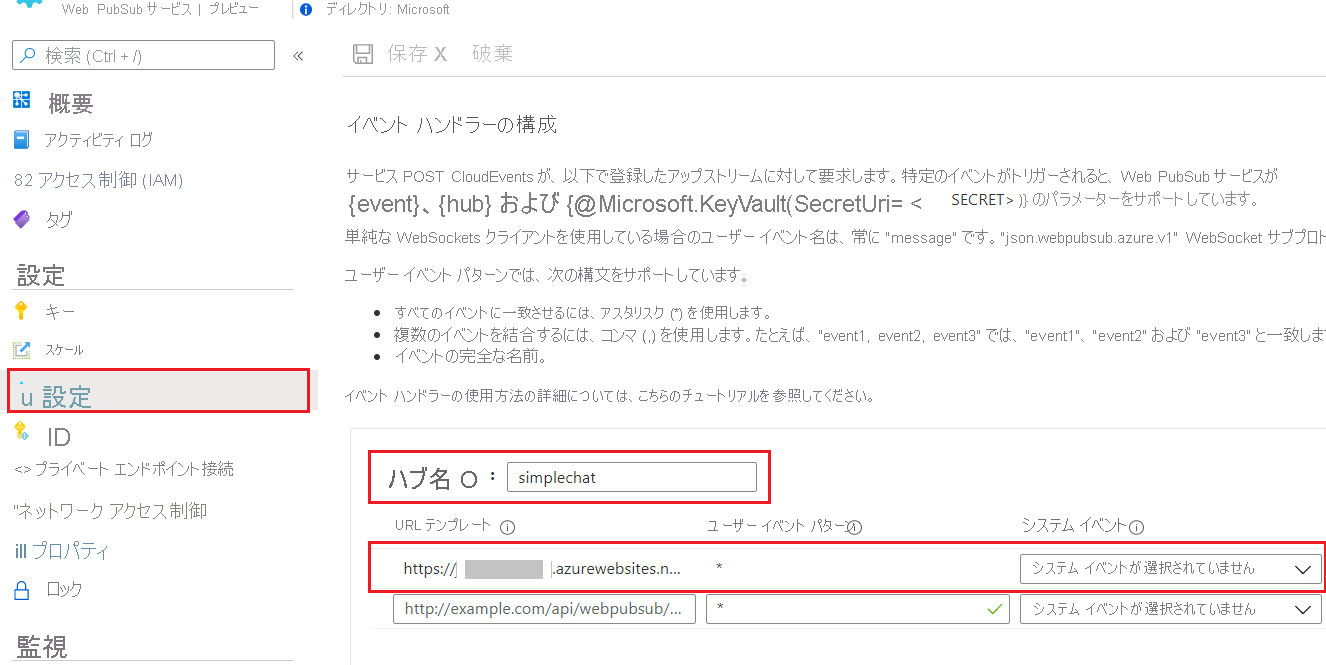 Web PubSub サービス | プレビュー
ディレクトリ: Microsoft
検索 (Ctrl + /)
«
保存 X 破棄
概要
アクティビティ ログ
82 アクセス制御 (IAM)
タグ
設定
キー
スケール
u 設定
ID
<> プライベート エンドポイント接続
"ネットワーク アクセス制御
ill プロパティ
ロック
監視
イベント ハンドラーの構成
サービス POST CloudEvents が、以下で登録したアップストリームに対して要求します。特定のイベントがトリガーされると、Web PubSub サービスが
{event}、{hub} および {@Microsoft.KeyVault(SecretUri= < SECRET> )} のパラメーターをサポートしています。
単純な WebSockets クライアントを使用している場合のユーザー イベント名は、常に "message" です。"json.webpubsub.azure.v1" WebSocket サブプロト
ユーザー イベント パターンでは、次の構文をサポートしています。
• すべてのイベントに一致させるには、アスタリスク (*) を使用します。
• 複数のイベントを結合するには、コンマ (,) を使用します。たとえば、"event1, event2, event3" では、"event1"、"event2" および "event3" と一致しま
• イベントの完全な名前。
イベント ハンドラーの使用方法の詳細については、こちらのチュートリアルを参照してください。
ハブ名 O : simplechat
URL テンプレート ユーザー イベント パターン システム イベント
https:// .azurewebsites.n... * システム イベントが選択されていません
http://example.com/api/webpubsub/... * システム イベントが選択されていません